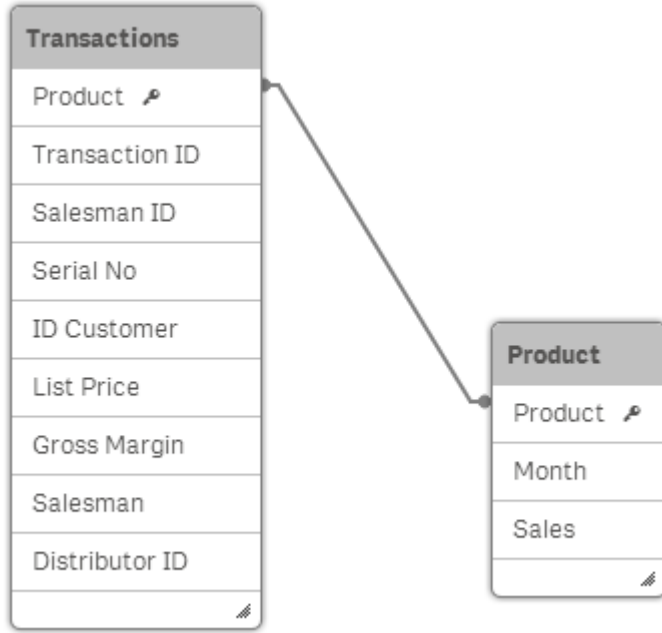 Transactions
Product
Transaction ID
Salesman ID
Serial No
ID Customer
List Price
Gross Margin
Salesman
Distributor ID
Product
Product
Month
Sales